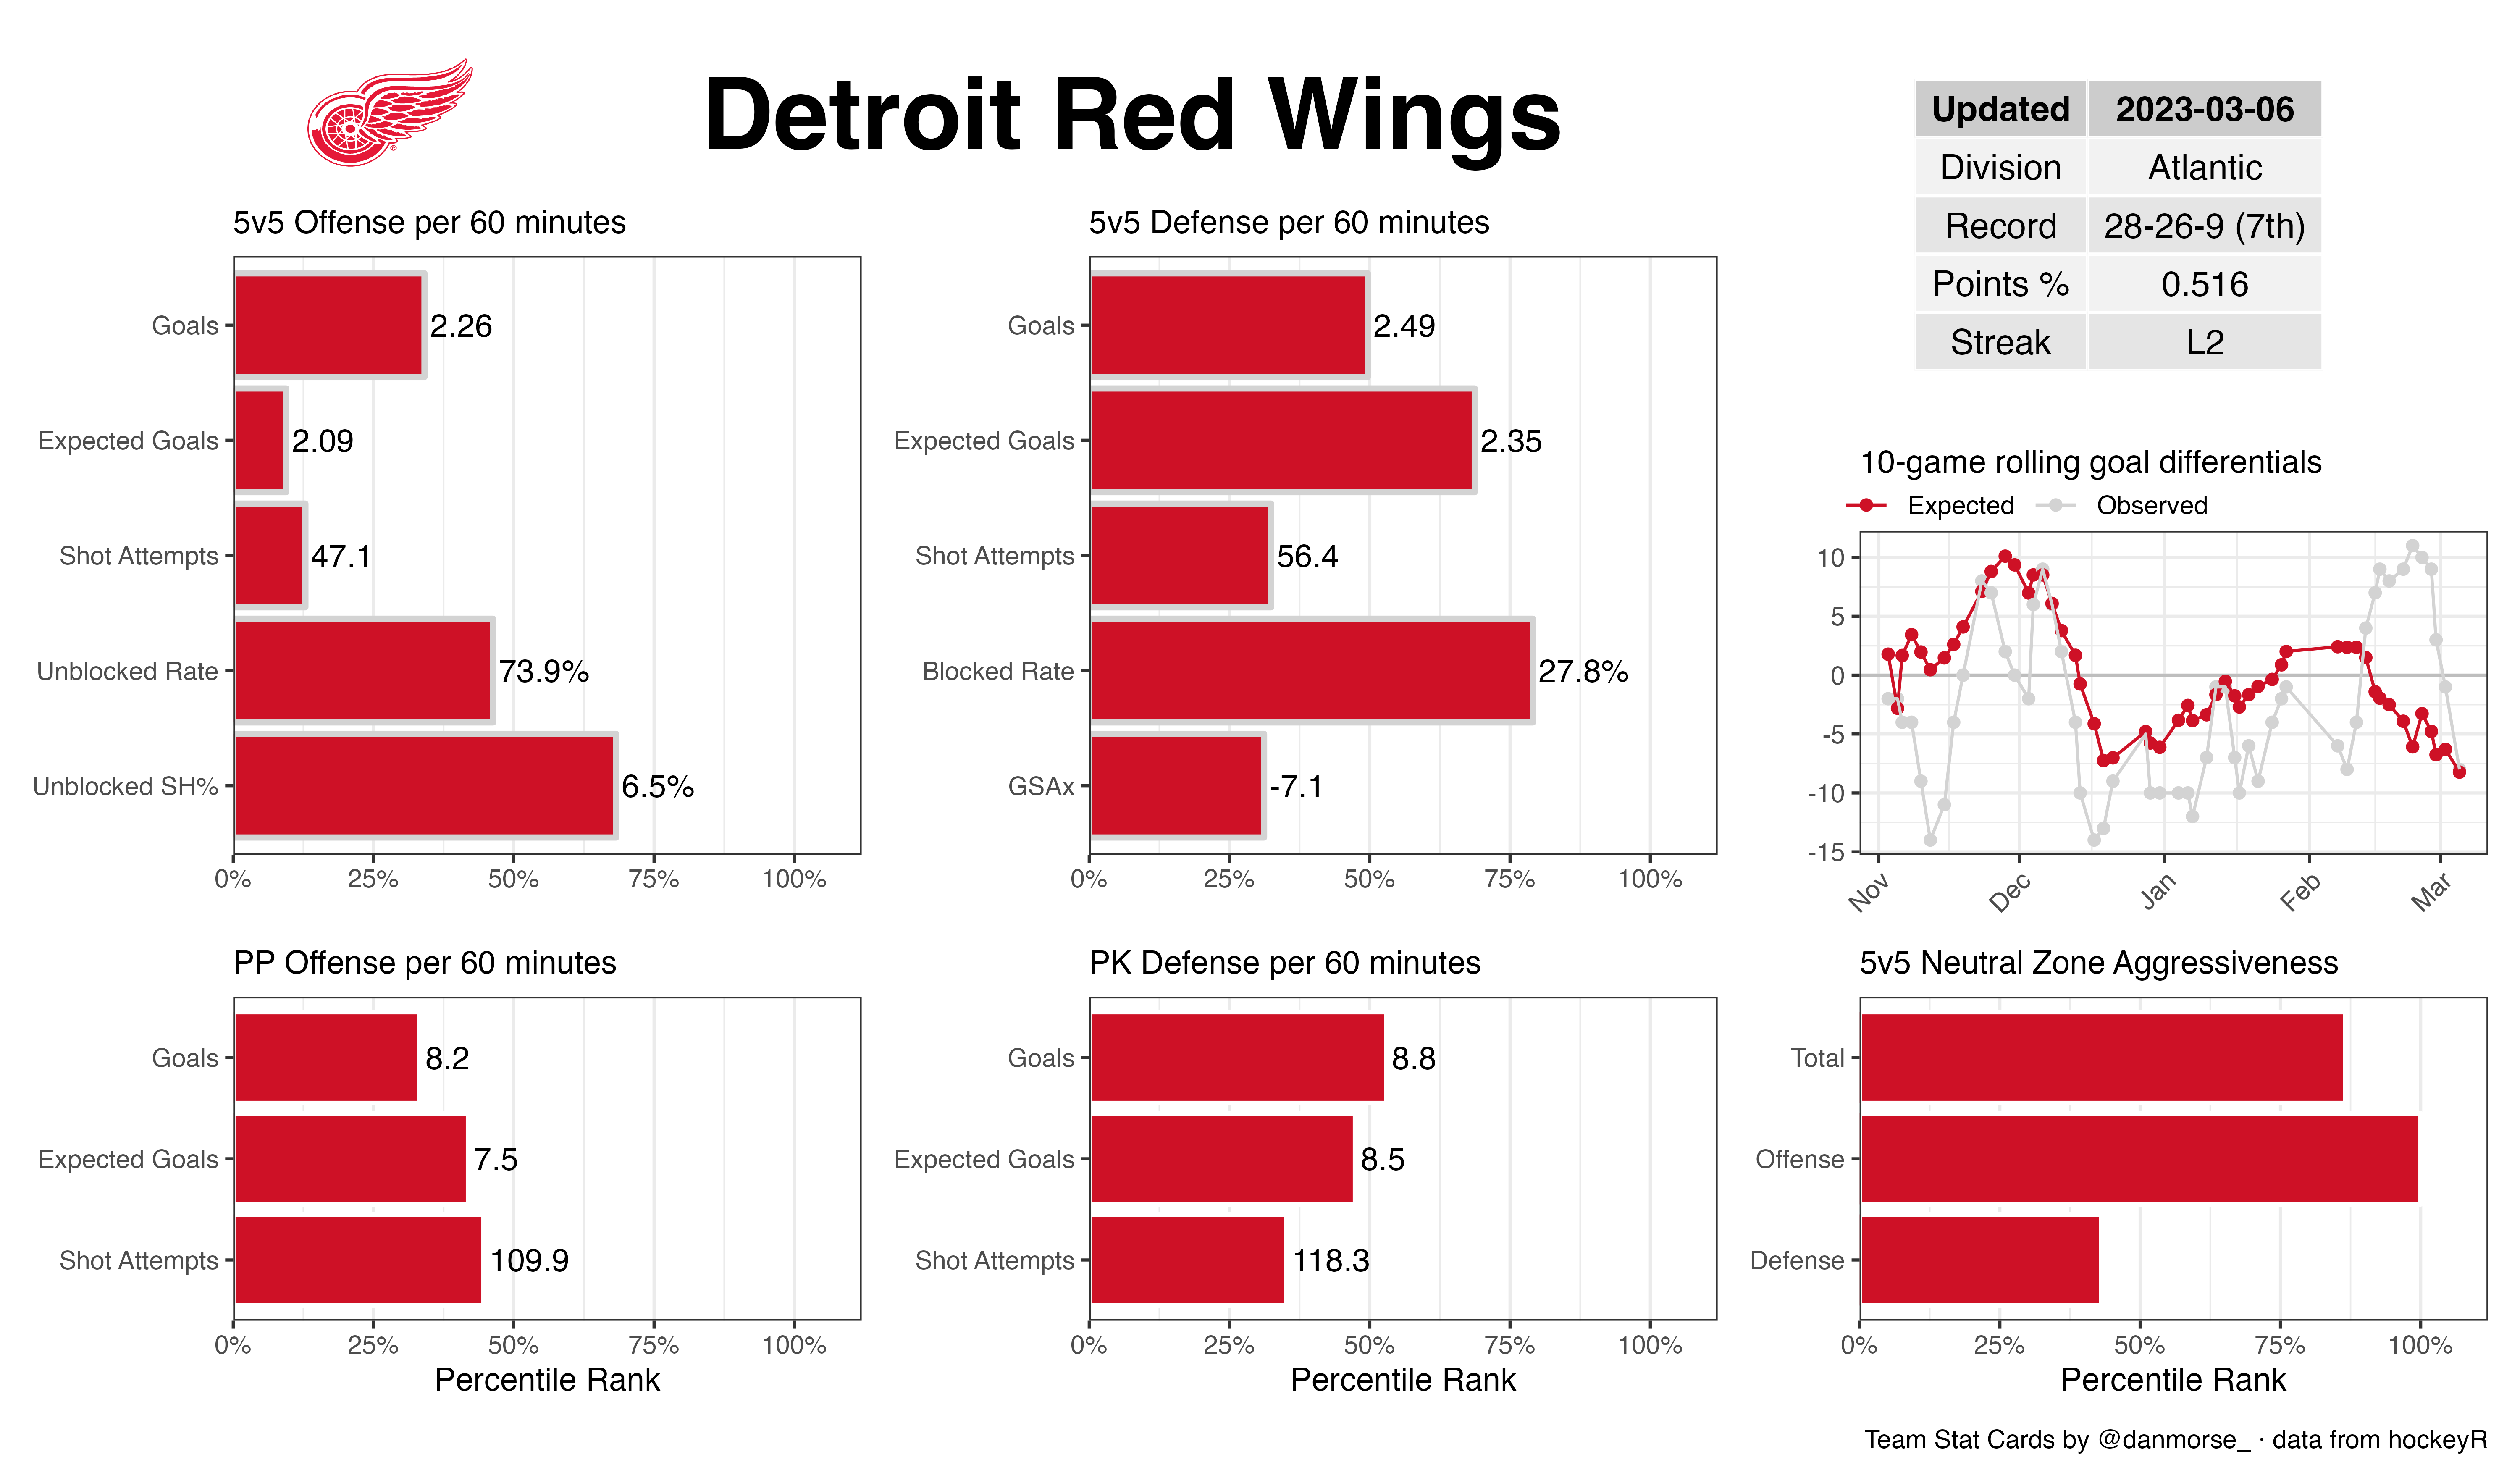 Detroit Red Wings
Updated 2023-03-06
Division Atlantic
Record 28-26-9 (7th)
Points % 0.516
Streak L2
5v5 Offense per 60 minutes
Goals 2.26
Expected Goals 2.09
Shot Attempts 47.1
Unblocked Rate 73.9%
Unblocked SH% 6.5%
0% 25% 50% 75% 100%
5v5 Defense per 60 minutes
Goals 2.49
Expected Goals 2.35
Shot Attempts 56.4
Blocked Rate 27.8%
GSAx -7.1
0% 25% 50% 75% 100%
10-game rolling goal differentials
Expected Observed
10
5
0
-5
-10
-15
Nov Dec Jan Feb Mar
PP Offense per 60 minutes
Goals 8.2
Expected Goals 7.5
Shot Attempts 109.9
0% 25% 50% 75% 100%
Percentile Rank
PK Defense per 60 minutes
Goals 8.8
Expected Goals 8.5
Shot Attempts 118.3
0% 25% 50% 75% 100%
Percentile Rank
5v5 Neutral Zone Aggressiveness
Total
Offense
Defense
0% 25% 50% 75% 100%
Percentile Rank
Team Stat Cards by @danmorse_ · data from hockeyR